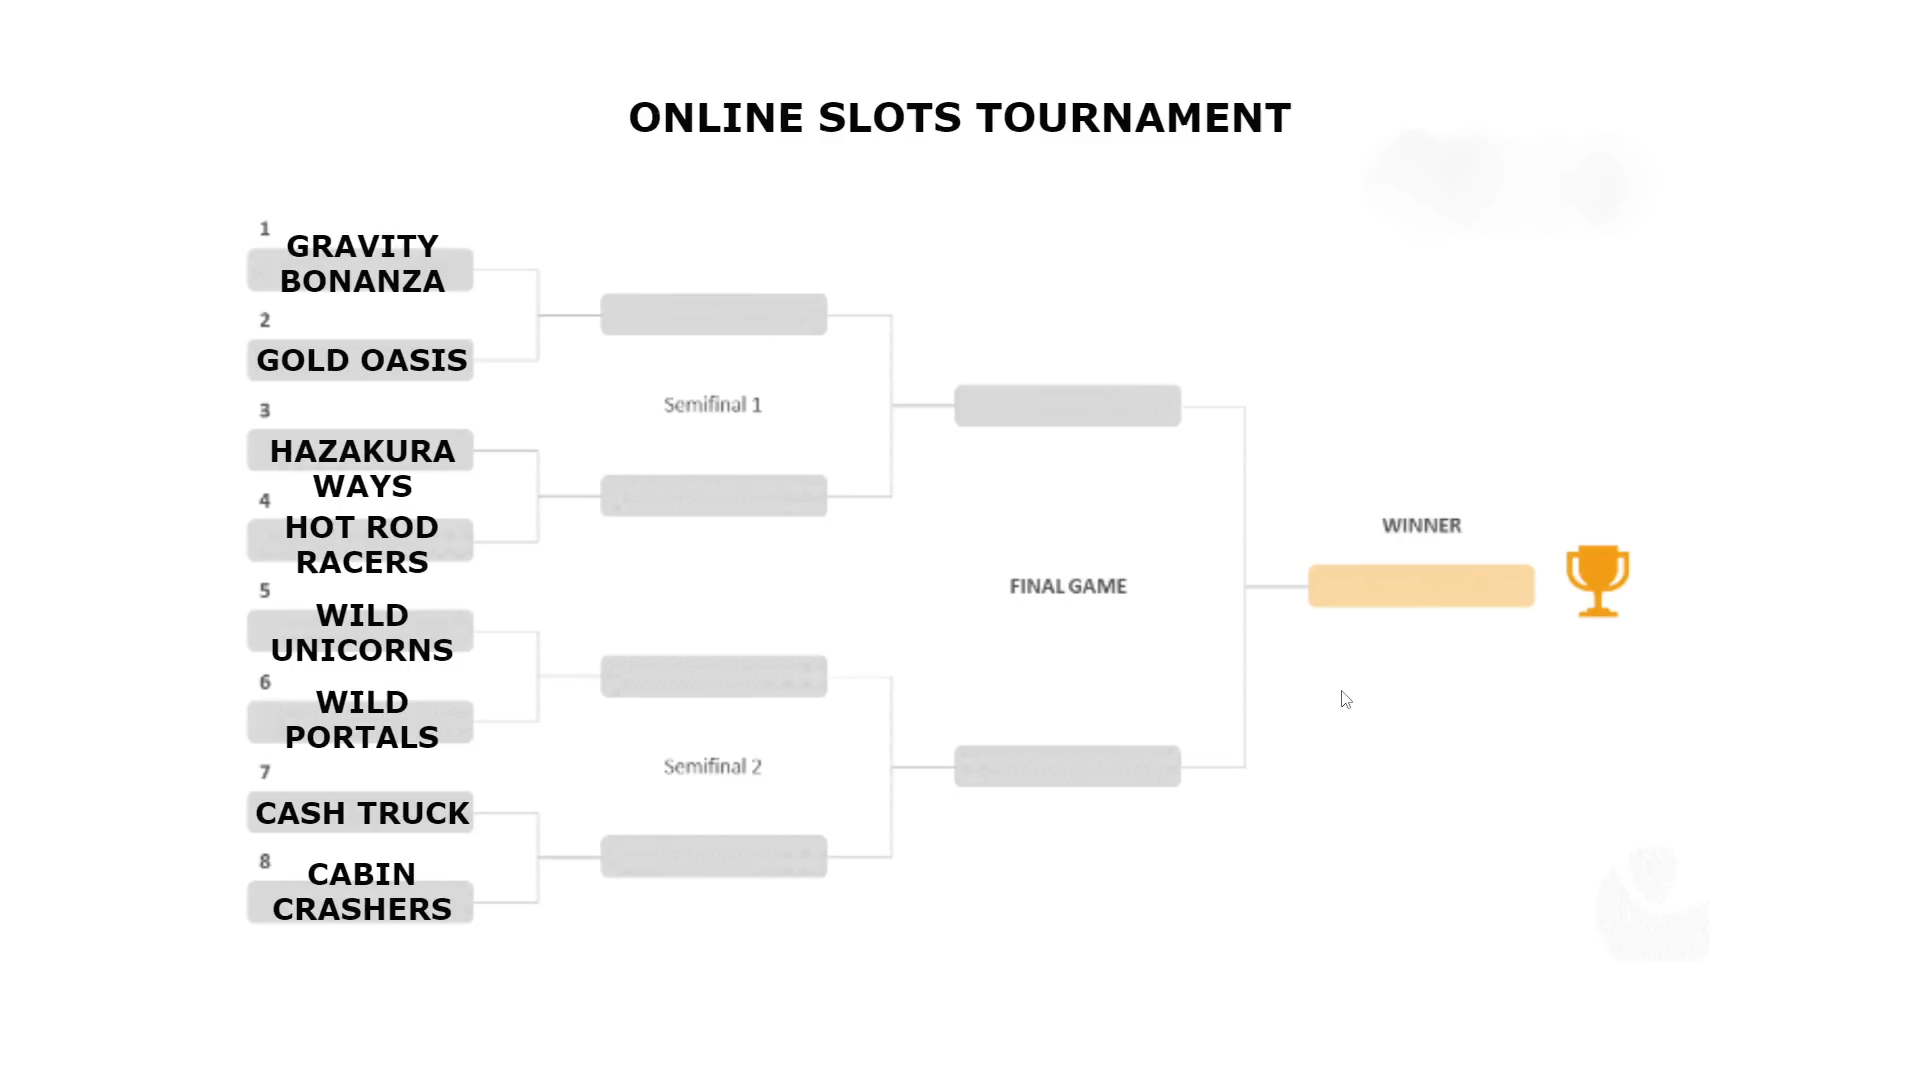 ONLINE SLOTS TOURNAMENT
1
GRAVITY
BONANZA
2
GOLD OASIS
3
HAZAKURA
WAYS
4
HOT ROD
RACERS
5
WILD
UNICORNS
6
WILD
PORTALS
7
CASH TRUCK
8
CABIN
CRASHERS
Semifinal 1
Semifinal 2
FINAL GAME
WINNER